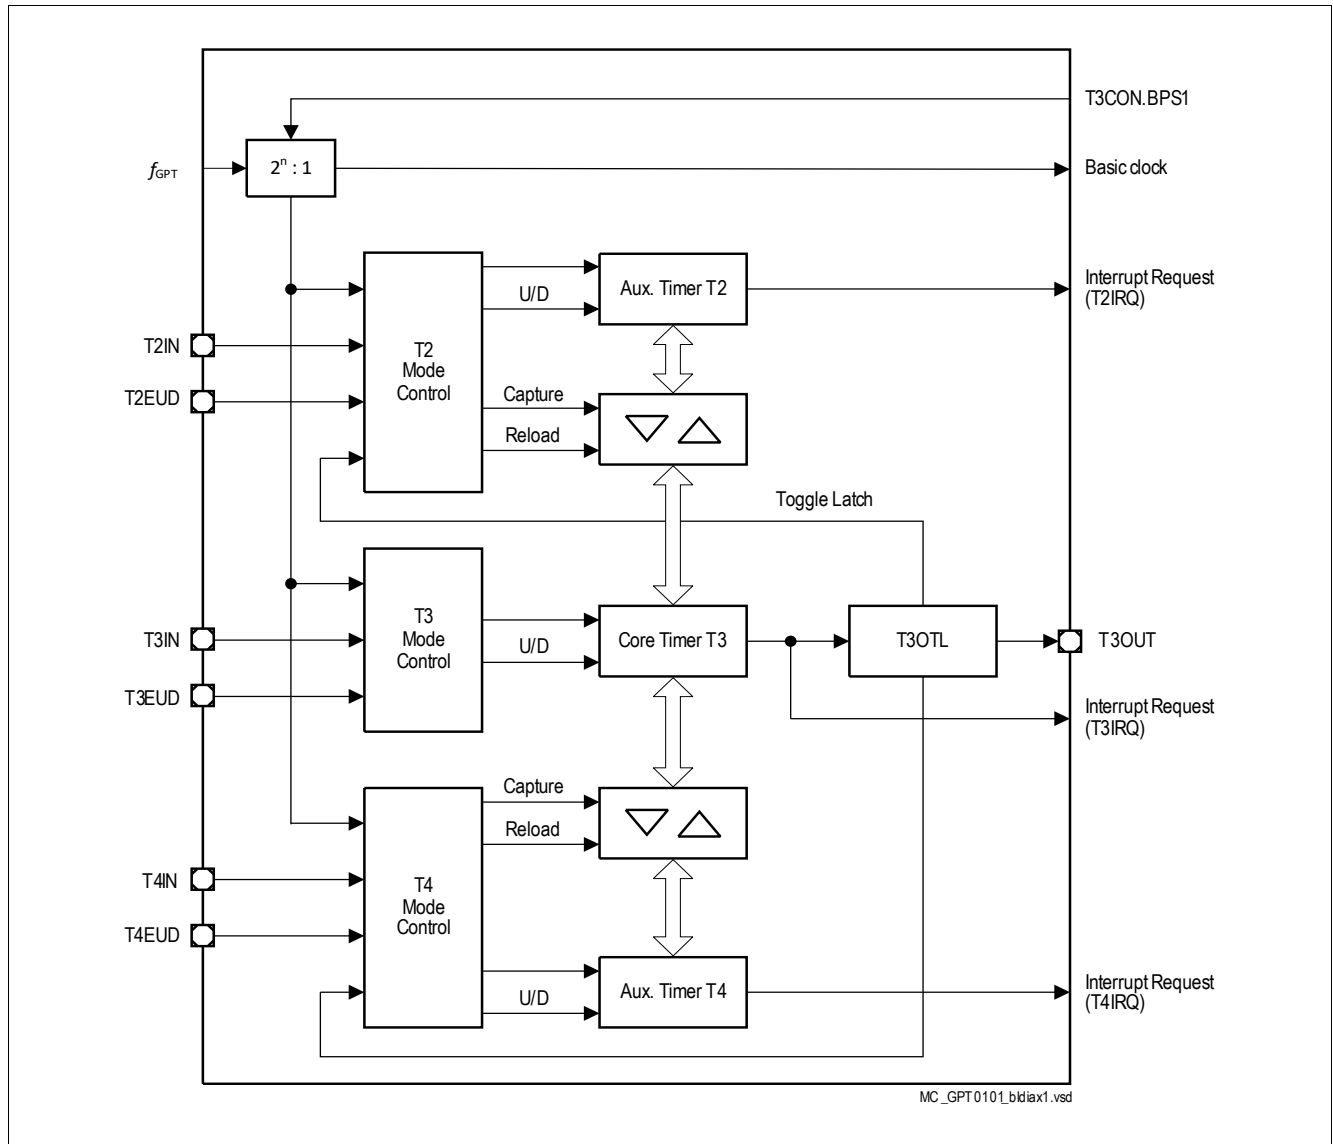 T3CON.BPS1
fGPT
2n : 1
Basic clock
U/D
Aux. Timer T2
Interrupt Request
(T2IRQ)
T2IN
T2
Mode
Control
T2EUD
Capture
Reload
Toggle Latch
T3
Mode
Control
T3IN
U/D
Core Timer T3
T3OTL
T3OUT
T3EUD
Interrupt Request
(T3IRQ)
Capture
Reload
T4IN
T4
Mode
Control
T4EUD
U/D
Aux. Timer T4
Interrupt Request
(T4IRQ)
MC_GPT0101_bldiax1.vsd